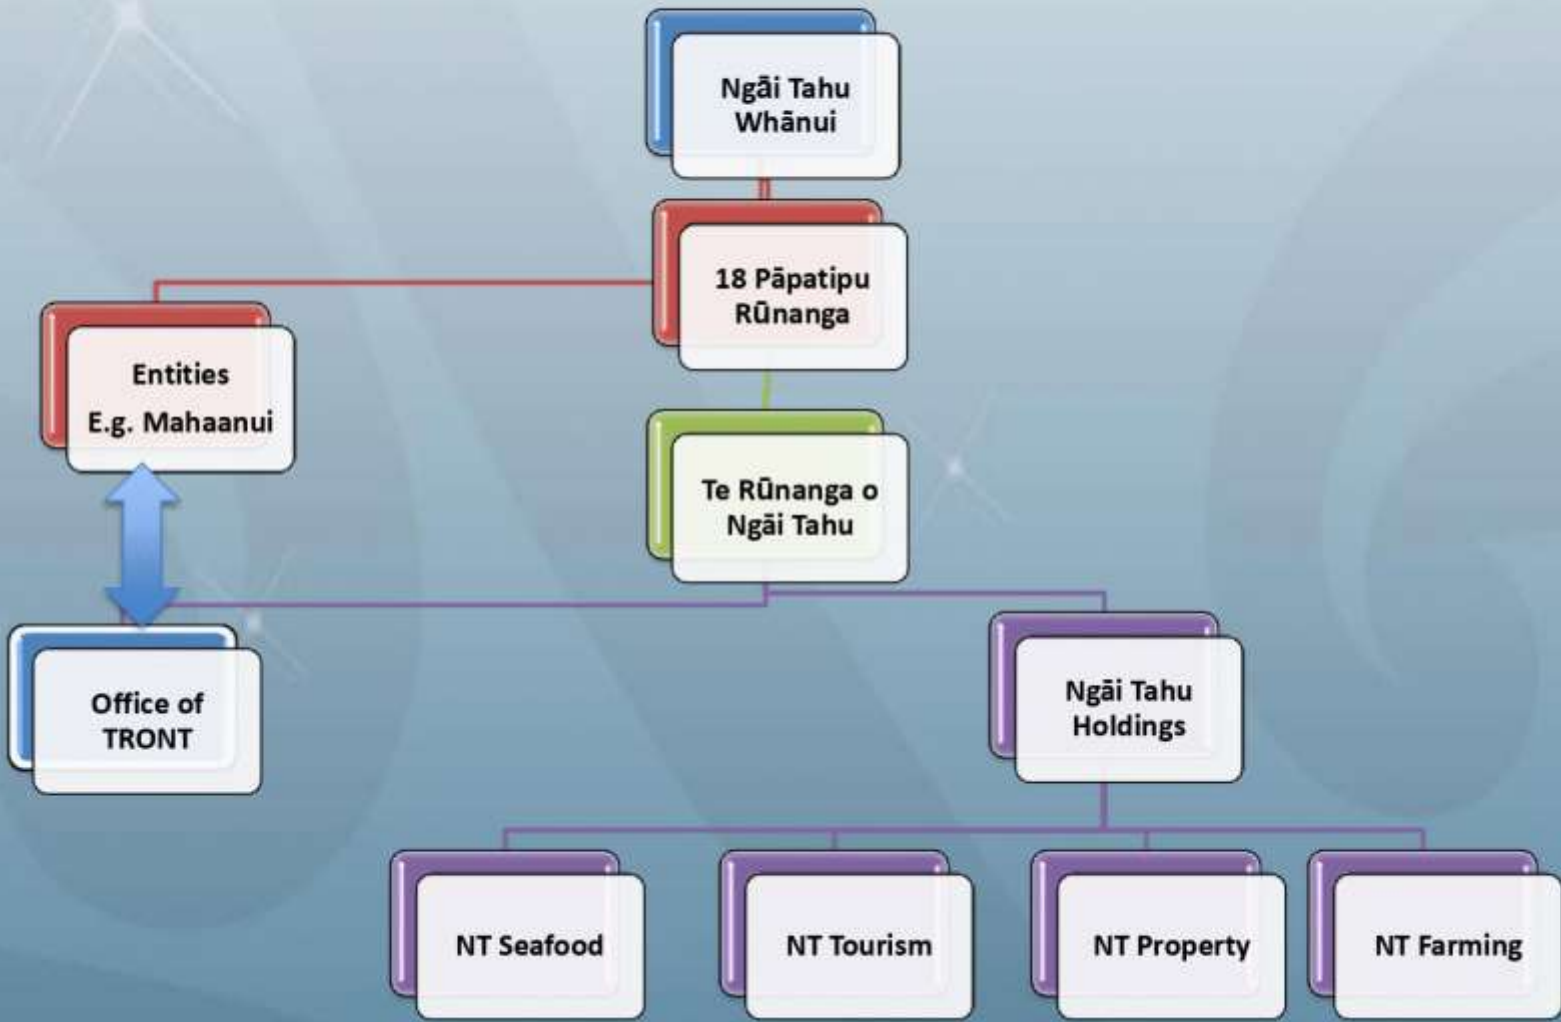 Ngāi Tahu
Whānui
18 Pāpatipu
Rūnanga
Entities
E.g. Mahaanui
Te Rūnanga o
Ngāi Tahu
Office of
TRONT
Ngāi Tahu
Holdings
NT Seafood
NT Tourism
NT Property
NT Farming